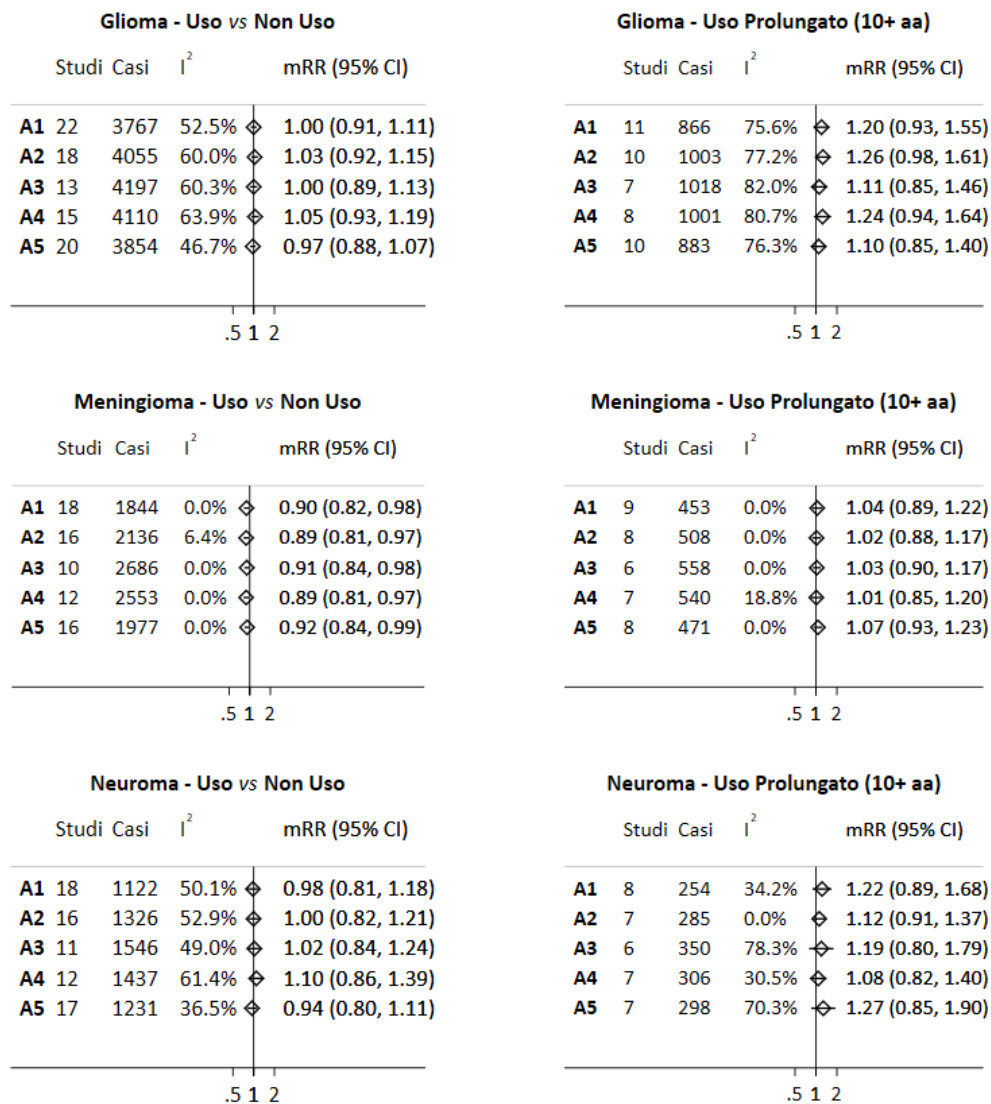 Glioma - Uso vs Non Uso
Studi Casi I² mRR (95% CI)
A1 22 3767 52.5% 1.00 (0.91, 1.11)
A2 18 4055 60.0% 1.03 (0.92, 1.15)
A3 13 4197 60.3% 1.00 (0.89, 1.13)
A4 15 4110 63.9% 1.05 (0.93, 1.19)
A5 20 3854 46.7% 0.97 (0.88, 1.07)
.5 1 2
Glioma - Uso Prolungato (10+ aa)
Studi Casi I² mRR (95% CI)
A1 11 866 75.6% 1.20 (0.93, 1.55)
A2 10 1003 77.2% 1.26 (0.98, 1.61)
A3 7 1018 82.0% 1.11 (0.85, 1.46)
A4 8 1001 80.7% 1.24 (0.94, 1.64)
A5 10 883 76.3% 1.10 (0.85, 1.40)
.5 1 2
Meningioma - Uso vs Non Uso
Studi Casi I² mRR (95% CI)
A1 18 1844 0.0% 0.90 (0.82, 0.98)
A2 16 2136 6.4% 0.89 (0.81, 0.97)
A3 10 2686 0.0% 0.91 (0.84, 0.98)
A4 12 2553 0.0% 0.89 (0.81, 0.97)
A5 16 1977 0.0% 0.92 (0.84, 0.99)
.5 1 2
Meningioma - Uso Prolungato (10+ aa)
Studi Casi I² mRR (95% CI)
A1 9 453 0.0% 1.04 (0.89, 1.22)
A2 8 508 0.0% 1.02 (0.88, 1.17)
A3 6 558 0.0% 1.03 (0.90, 1.17)
A4 7 540 18.8% 1.01 (0.85, 1.20)
A5 8 471 0.0% 1.07 (0.93, 1.23)
.5 1 2
Neuroma - Uso vs Non Uso
Studi Casi I² mRR (95% CI)
A1 18 1122 50.1% 0.98 (0.81, 1.18)
A2 16 1326 52.9% 1.00 (0.82, 1.21)
A3 11 1546 49.0% 1.02 (0.84, 1.24)
A4 12 1437 61.4% 1.10 (0.86, 1.39)
A5 17 1231 36.5% 0.94 (0.80, 1.11)
.5 1 2
Neuroma - Uso Prolungato (10+ aa)
Studi Casi I² mRR (95% CI)
A1 8 254 34.2% 1.22 (0.89, 1.68)
A2 7 285 0.0% 1.12 (0.91, 1.37)
A3 6 350 78.3% 1.19 (0.80, 1.79)
A4 7 306 30.5% 1.08 (0.82, 1.40)
A5 7 298 70.3% 1.27 (0.85, 1.90)
.5 1 2